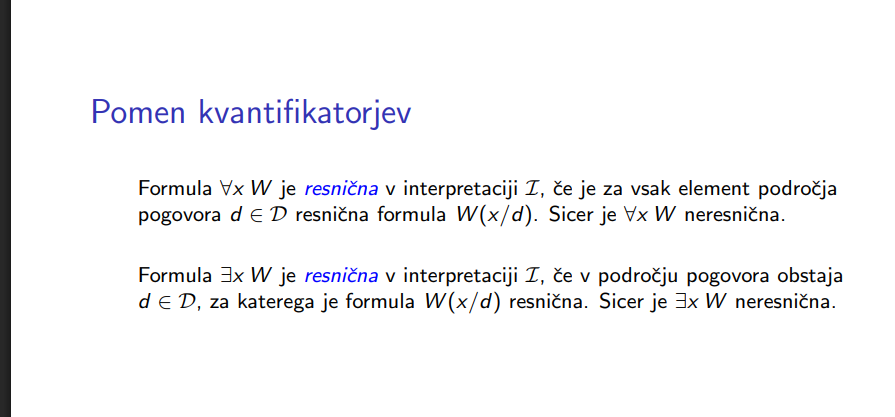 Pomen kvantifikatorjev
Formula ∀x W je resnična v interpretaciji ℐ, če je za vsak element področja
pogovora d ∈ 𝒟 resnična formula W(x/d). Sicer je ∀x W neresnična.
Formula ∃x W je resnična v interpretaciji ℐ, če v področju pogovora obstaja
d ∈ 𝒟, za katerega je formula W(x/d) resnična. Sicer je ∃x W neresnična.